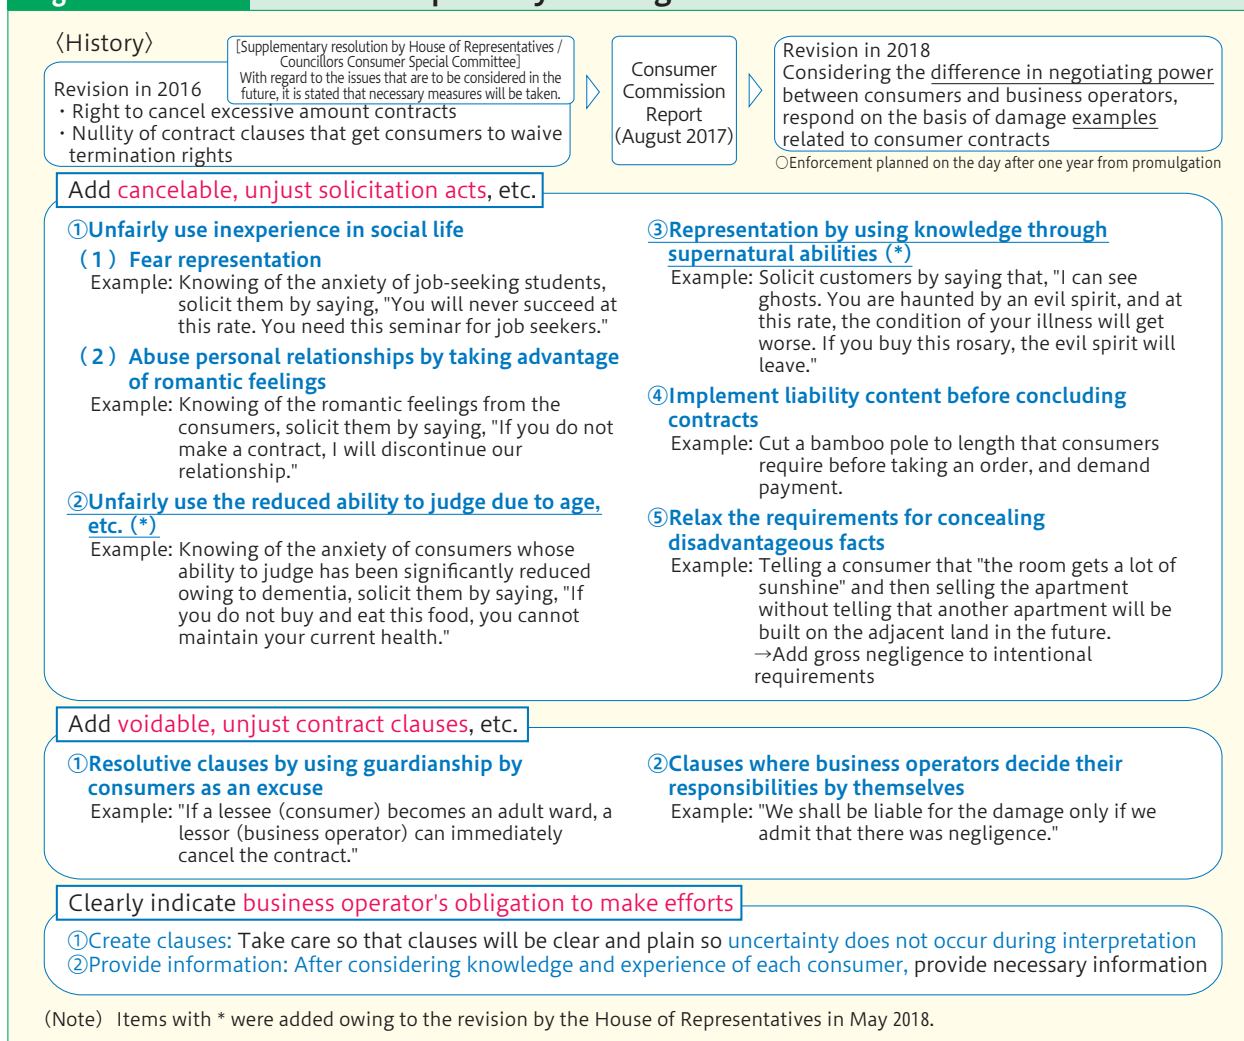 〈History〉
[Supplementary resolution by House of Representatives /
Councillors Consumer Special Committee]
With regard to the issues that are to be considered in the
future, it is stated that necessary measures will be taken.
Revision in 2016
・Right to cancel excessive amount contracts
・Nullity of contract clauses that get consumers to waive
termination rights
Consumer
Commission
Report
(August 2017)
Revision in 2018
Considering the difference in negotiating power
between consumers and business operators,
respond on the basis of damage examples
related to consumer contracts
○Enforcement planned on the day after one year from promulgation
Add cancelable, unjust solicitation acts, etc.
①Unfairly use inexperience in social life
(1) Fear representation
Example: Knowing of the anxiety of job-seeking students,
solicit them by saying, "You will never succeed at
this rate. You need this seminar for job seekers."
(2) Abuse personal relationships by taking advantage
of romantic feelings
Example: Knowing of the romantic feelings from the
consumers, solicit them by saying, "If you do not
make a contract, I will discontinue our
relationship."
②Unfairly use the reduced ability to judge due to age,
etc. (*)
Example: Knowing of the anxiety of consumers whose
ability to judge has been significantly reduced
owing to dementia, solicit them by saying, "If
you do not buy and eat this food, you cannot
maintain your current health."
③Representation by using knowledge through
supernatural abilities (*)
Example: Solicit customers by saying that, "I can see
ghosts. You are haunted by an evil spirit, and at
this rate, the condition of your illness will get
worse. If you buy this rosary, the evil spirit will
leave."
④Implement liability content before concluding
contracts
Example: Cut a bamboo pole to length that consumers
require before taking an order, and demand
payment.
⑤Relax the requirements for concealing
disadvantageous facts
Example: Telling a consumer that "the room gets a lot of
sunshine" and then selling the apartment
without telling that another apartment will be
built on the adjacent land in the future.
→Add gross negligence to intentional
requirements
Add voidable, unjust contract clauses, etc.
①Resolutive clauses by using guardianship by
consumers as an excuse
Example: "If a lessee (consumer) becomes an adult ward, a
lessor (business operator) can immediately
cancel the contract."
②Clauses where business operators decide their
responsibilities by themselves
Example: "We shall be liable for the damage only if we
admit that there was negligence."
Clearly indicate business operator's obligation to make efforts
①Create clauses: Take care so that clauses will be clear and plain so uncertainty does not occur during interpretation
②Provide information: After considering knowledge and experience of each consumer, provide necessary information
(Note) Items with * were added owing to the revision by the House of Representatives in May 2018.